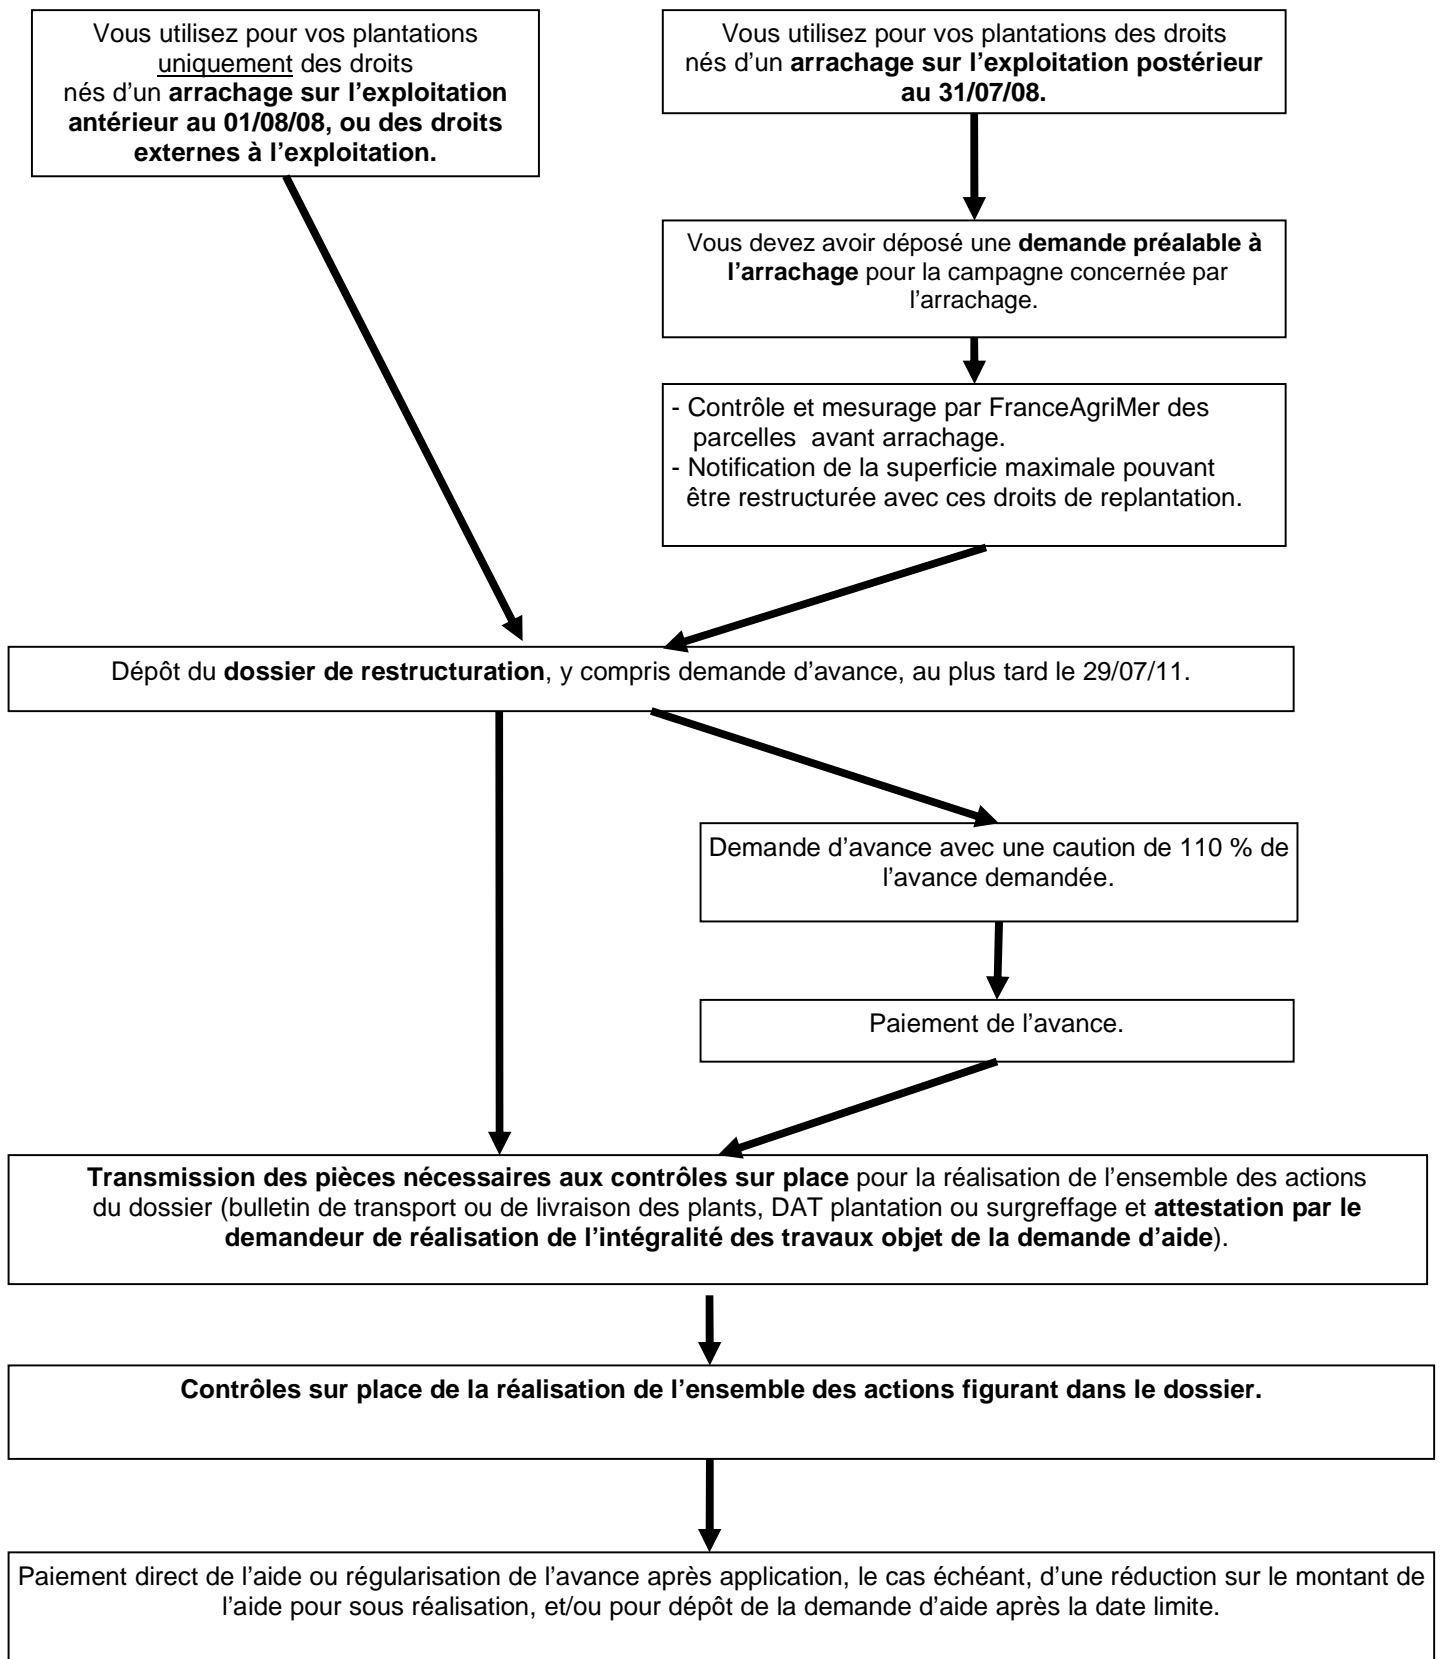 Vous utilisez pour vos plantations
uniquement des droits
nés d’un arrachage sur l’exploitation
antérieur au 01/08/08, ou des droits
externes à l’exploitation.
Vous utilisez pour vos plantations des droits
nés d’un arrachage sur l’exploitation postérieur
au 31/07/08.
Vous devez avoir déposé une demande préalable à
l’arrachage pour la campagne concernée par
l’arrachage.
- Contrôle et mesurage par FranceAgriMer des
parcelles avant arrachage.
- Notification de la superficie maximale pouvant
être restructurée avec ces droits de replantation.
Dépôt du dossier de restructuration, y compris demande d’avance, au plus tard le 29/07/11.
Demande d’avance avec une caution de 110 % de
l’avance demandée.
Paiement de l’avance.
Transmission des pièces nécessaires aux contrôles sur place pour la réalisation de l’ensemble des actions
du dossier (bulletin de transport ou de livraison des plants, DAT plantation ou surgreffage et attestation par le
demandeur de réalisation de l’intégralité des travaux objet de la demande d’aide).
Contrôles sur place de la réalisation de l’ensemble des actions figurant dans le dossier.
Paiement direct de l’aide ou régularisation de l’avance après application, le cas échéant, d’une réduction sur le montant de
l’aide pour sous réalisation, et/ou pour dépôt de la demande d’aide après la date limite.